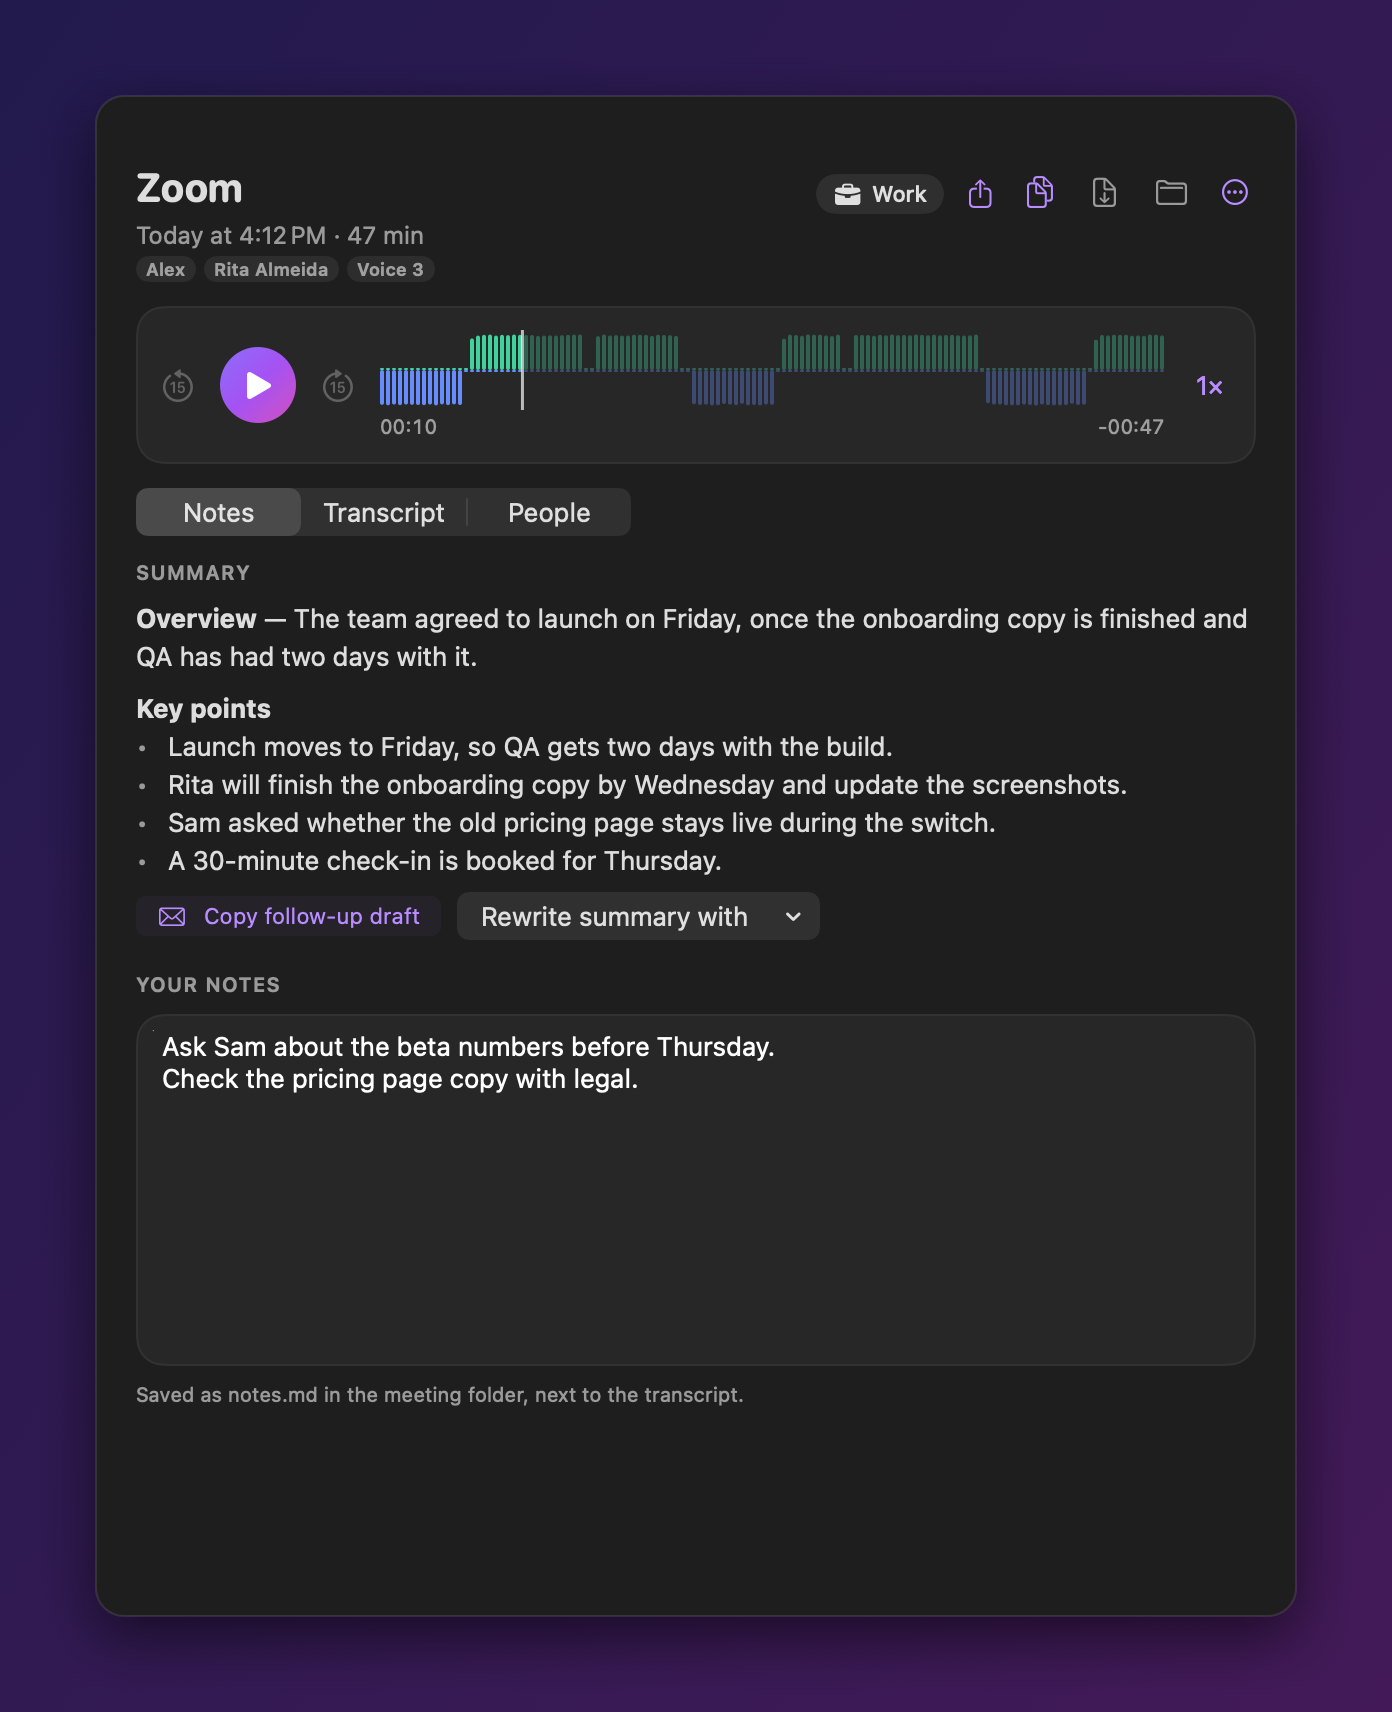 Zoom
Work
Today at 4:12 PM · 47 min
Alex
Rita Almeida
Voice 3
15
15
1×
00:10
-00:47
Notes
Transcript
People
SUMMARY
Overview — The team agreed to launch on Friday, once the onboarding copy is finished and
QA has had two days with it.
Key points
• Launch moves to Friday, so QA gets two days with the build.
• Rita will finish the onboarding copy by Wednesday and update the screenshots.
• Sam asked whether the old pricing page stays live during the switch.
• A 30-minute check-in is booked for Thursday.
Copy follow-up draft
Rewrite summary with
YOUR NOTES
Ask Sam about the beta numbers before Thursday.
Check the pricing page copy with legal.
Saved as notes.md in the meeting folder, next to the transcript.